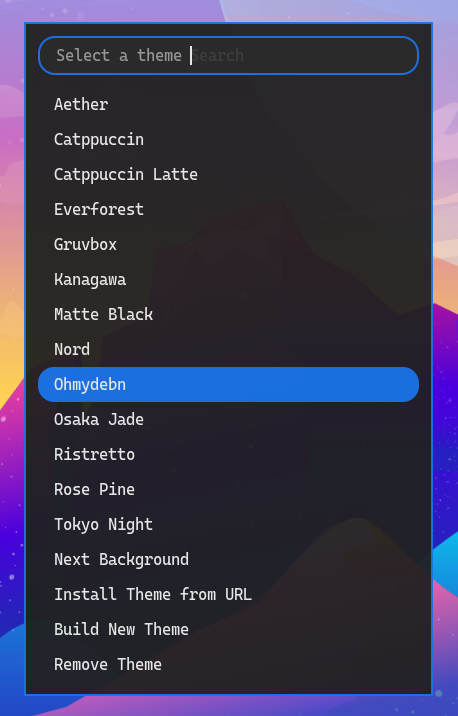 Select a theme Search
Aether
Catppuccin
Catppuccin Latte
Everforest
Gruvbox
Kanagawa
Matte Black
Nord
Ohmydebn
Osaka Jade
Ristretto
Rose Pine
Tokyo Night
Next Background
Install Theme from URL
Build New Theme
Remove Theme